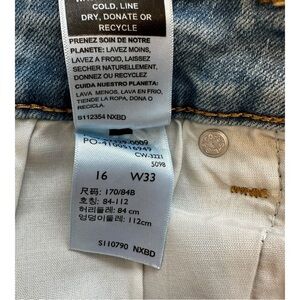 COLD, LINE
DRY, DONATE OR
RECYCLE
PRENEZ SOIN DE NOTRE
PLANETE: LAVEZ MOINS,
LAVEZ A FROID, LAISSEZ
SECHER NATURELLEMENT,
DONNEZ OU RECYCLEZ.
CUIDA NUESTRO PLANETA:
LAVA MENOS, LAVA EN FRIO,
TIENDE LA ROPA, DONA O
RECICLA.
S112354 NXBD
CW-3221
5098
16 W33
尺码: 170/84B
호칭: 84-112
허리둘레: 84 cm
엉덩이둘레: 112cm
S110790 NXBD